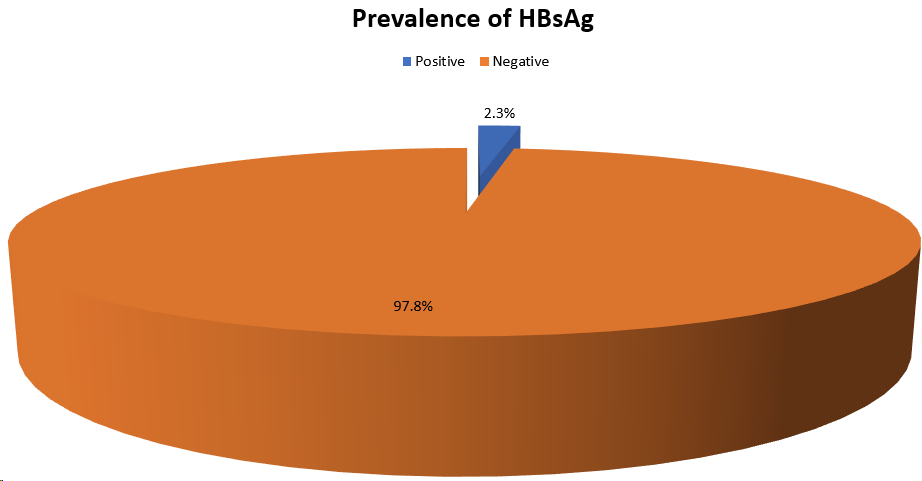 Prevalence of HBsAg
Positive Negative
2.3%
97.8%